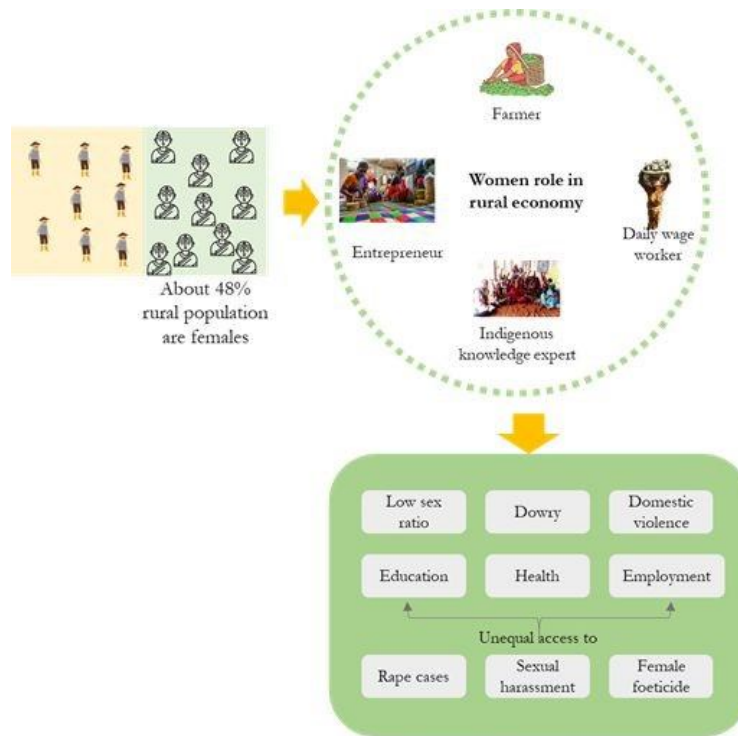 Farmer
Women role in
rural economy
Entrepreneur
Daily wage
worker
Indigenous
knowledge expert
About 48%
rural population
are females
Low sex
ratio
Dowry
Domestic
violence
Education
Health
Employment
Unequal access to
Rape cases
Sexual
harassment
Female
foeticide